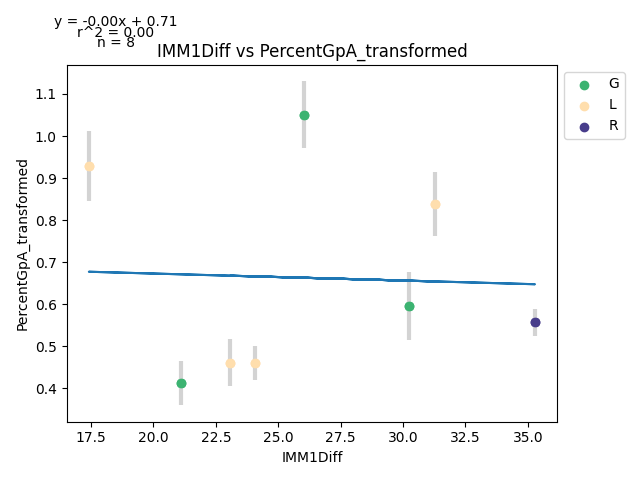 y = -0.00x + 0.71
r^2 = 0.00
n = 8
IMM1Diff vs PercentGpA_transformed
G
L
R
PercentGpA_transformed
1.1
1.0
0.9
0.8
0.7
0.6
0.5
0.4
17.5 20.0 22.5 25.0 27.5 30.0 32.5 35.0
IMM1Diff